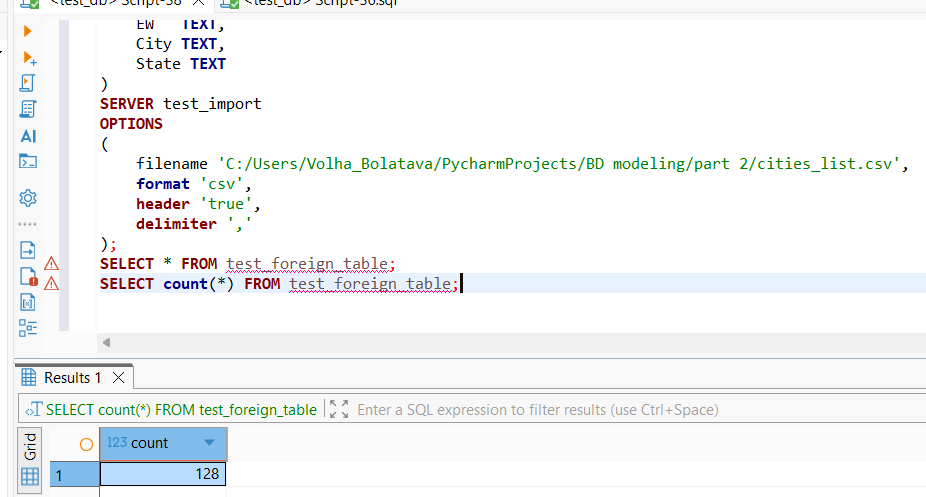 <test_db> Script-38
<test_db> Script-36.sql
EW TEXT,
City TEXT,
State TEXT
)
SERVER test_import
OPTIONS
(
filename 'C:/Users/Volha_Bolatava/PycharmProjects/BD modeling/part 2/cities_list.csv',
format 'csv',
header 'true',
delimiter ','
);
SELECT * FROM test_foreign_table;
SELECT count(*) FROM test_foreign_table;
AI
Results 1
SELECT count(*) FROM test_foreign_table
Enter a SQL expression to filter results (use Ctrl+Space)
Grid
123 count
1
128